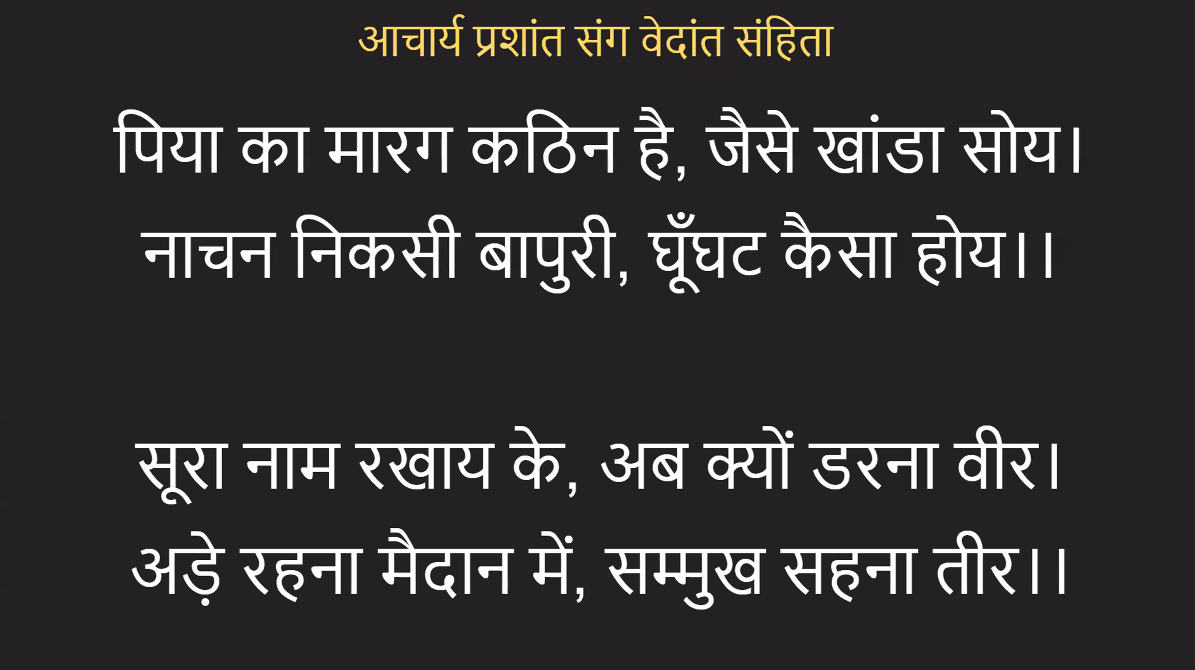 आचार्य प्रशांत संग वेदांत संहिता
पिया का मारग कठिन है, जैसे खांडा सोय।
नाचन निकसी बापुरी, घूँघट कैसा होय।।
सूरा नाम रखाय के, अब क्यों डरना वीर।
अड़े रहना मैदान में, सम्मुख सहना तीर।।